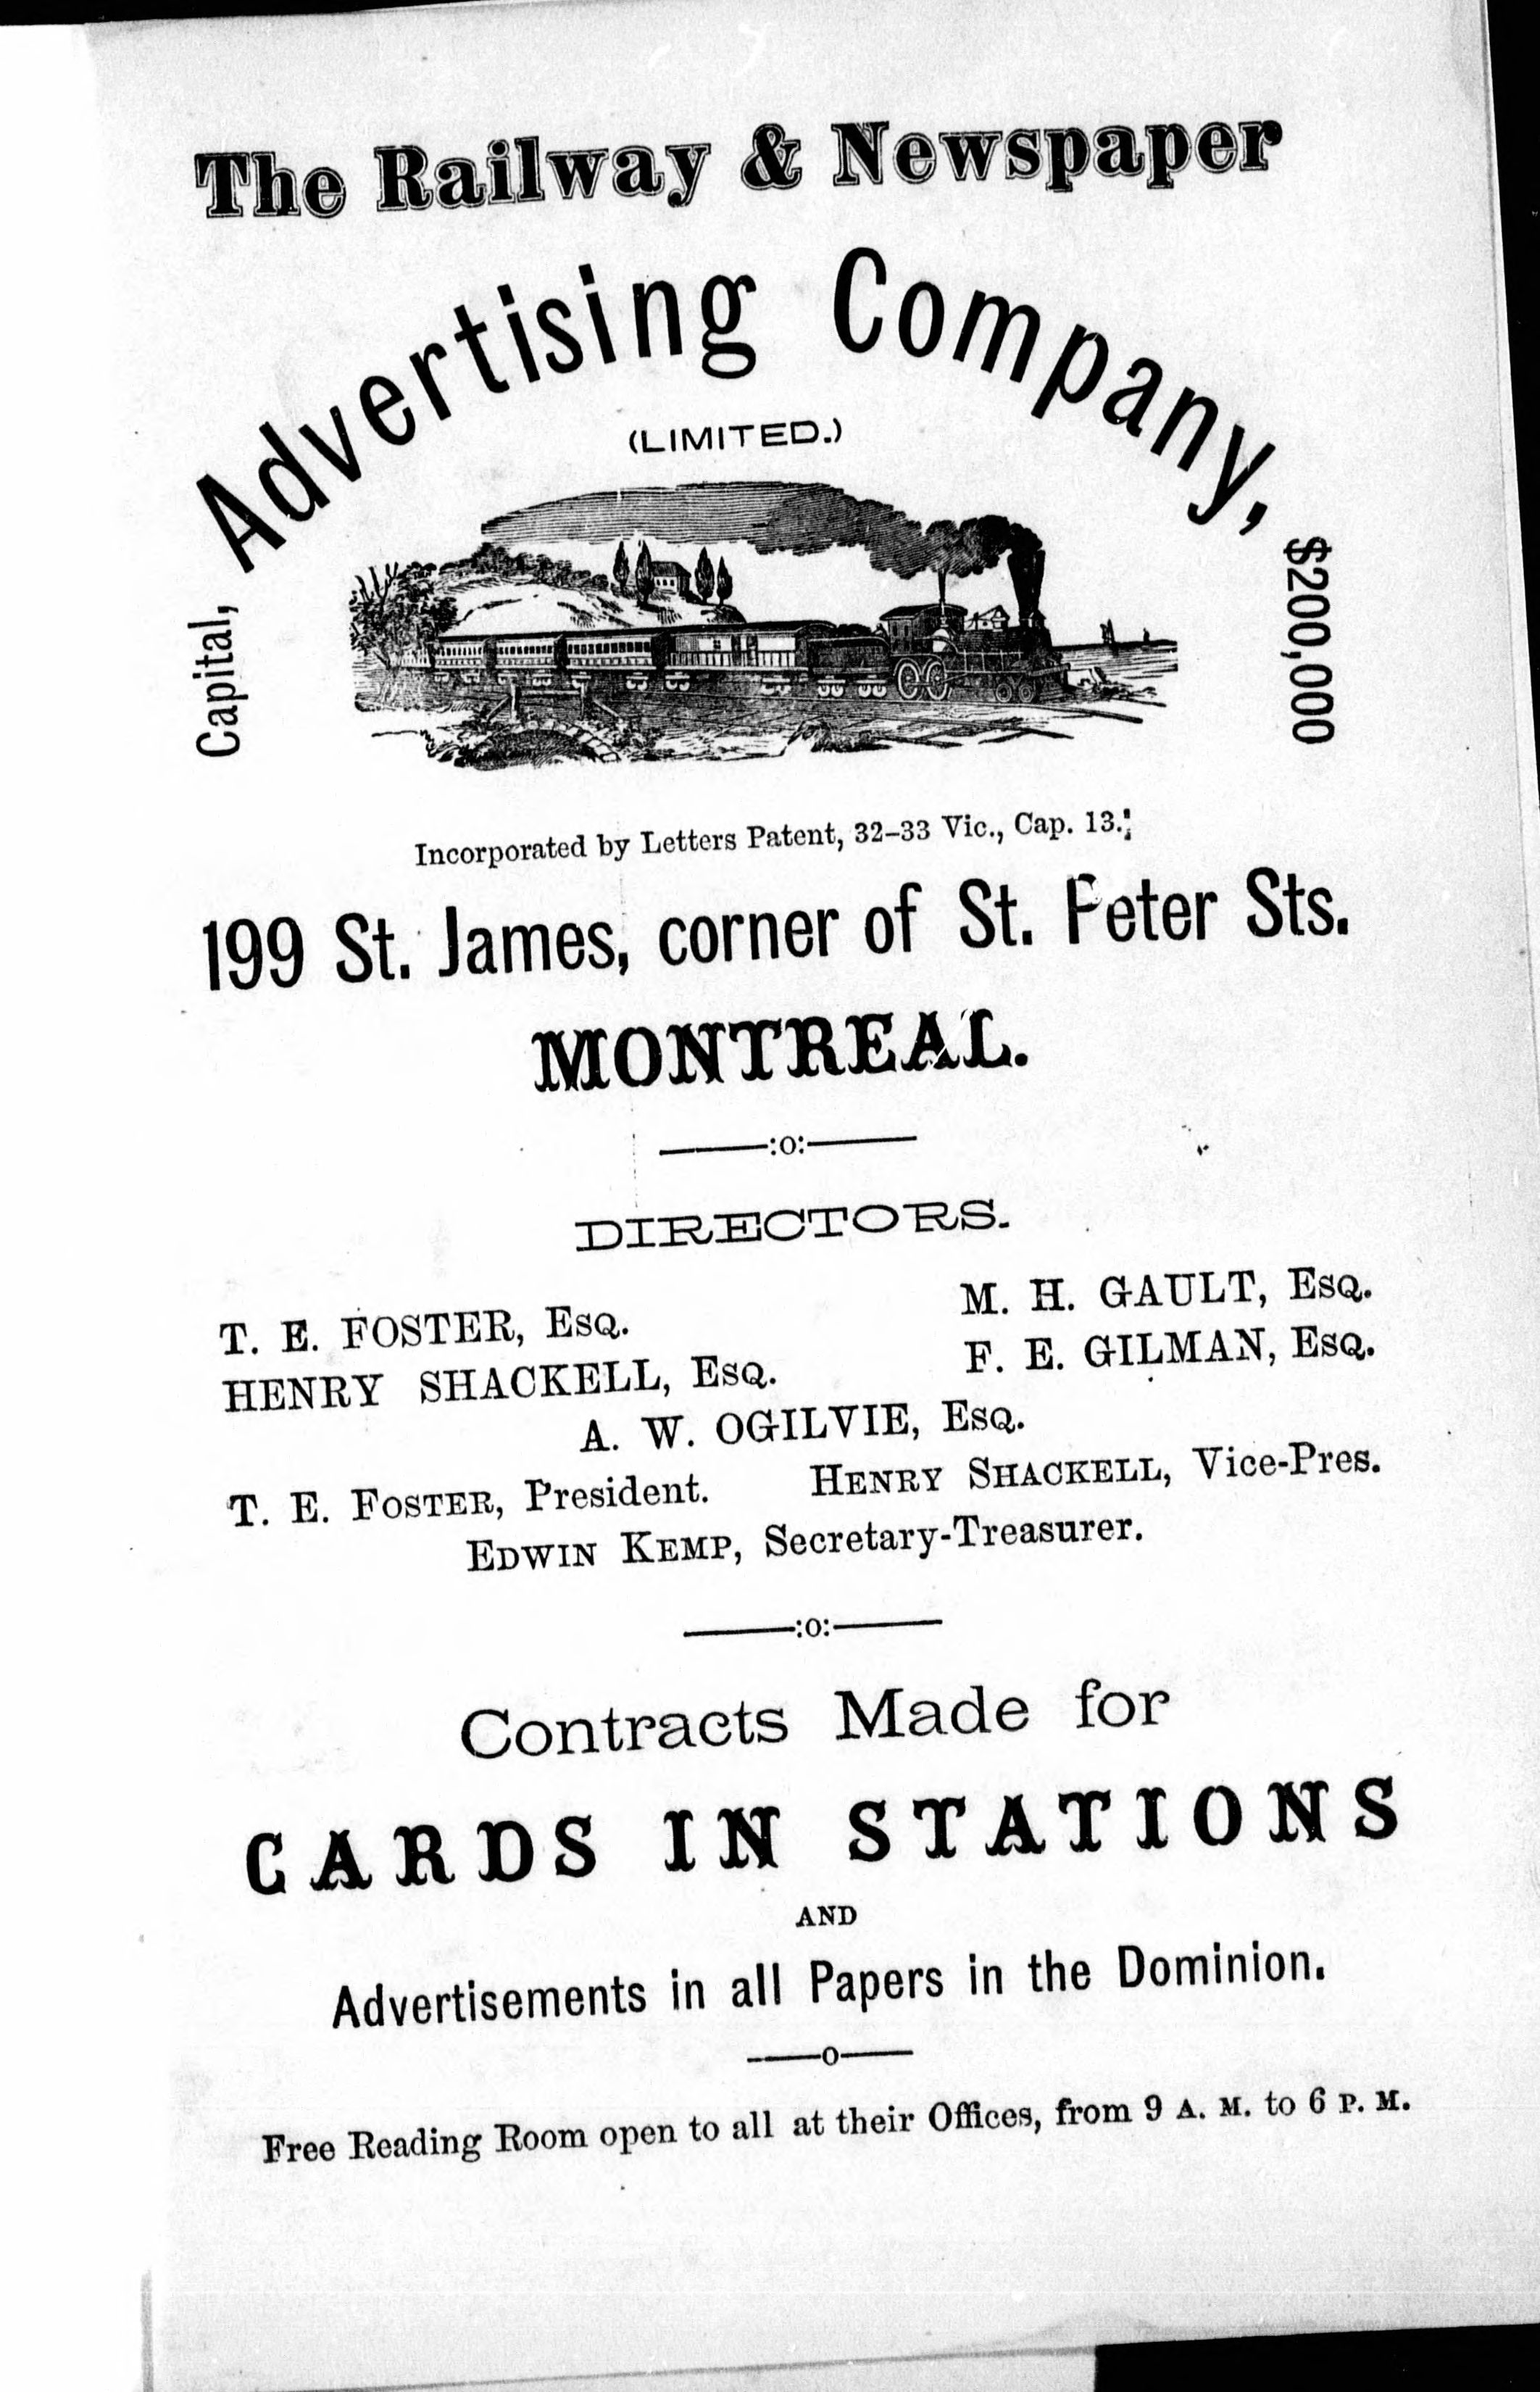 The Railway & Newspaper
Advertising Company,
(LIMITED.)
Capital,
$200,000
Incorporated by Letters Patent, 32-33 Vic., Cap. 13.
199 St. James, corner of St. Peter Sts.
MONTREAL.
:o:
DIRECTORS.
T. E. FOSTER, Esq.
M. H. GAULT, Esq.
HENRY SHACKELL, Esq.
F. E. GILMAN, Esq.
A. W. OGILVIE, Esq.
T. E. FOSTER, President. HENRY SHACKELL, Vice-Pres.
EDWIN KEMP, Secretary-Treasurer.
:o:
Contracts Made for
CARDS IN STATIONS
AND
Advertisements in all Papers in the Dominion.
o
Free Reading Room open to all at their Offices, from 9 A. M. to 6 P. M.